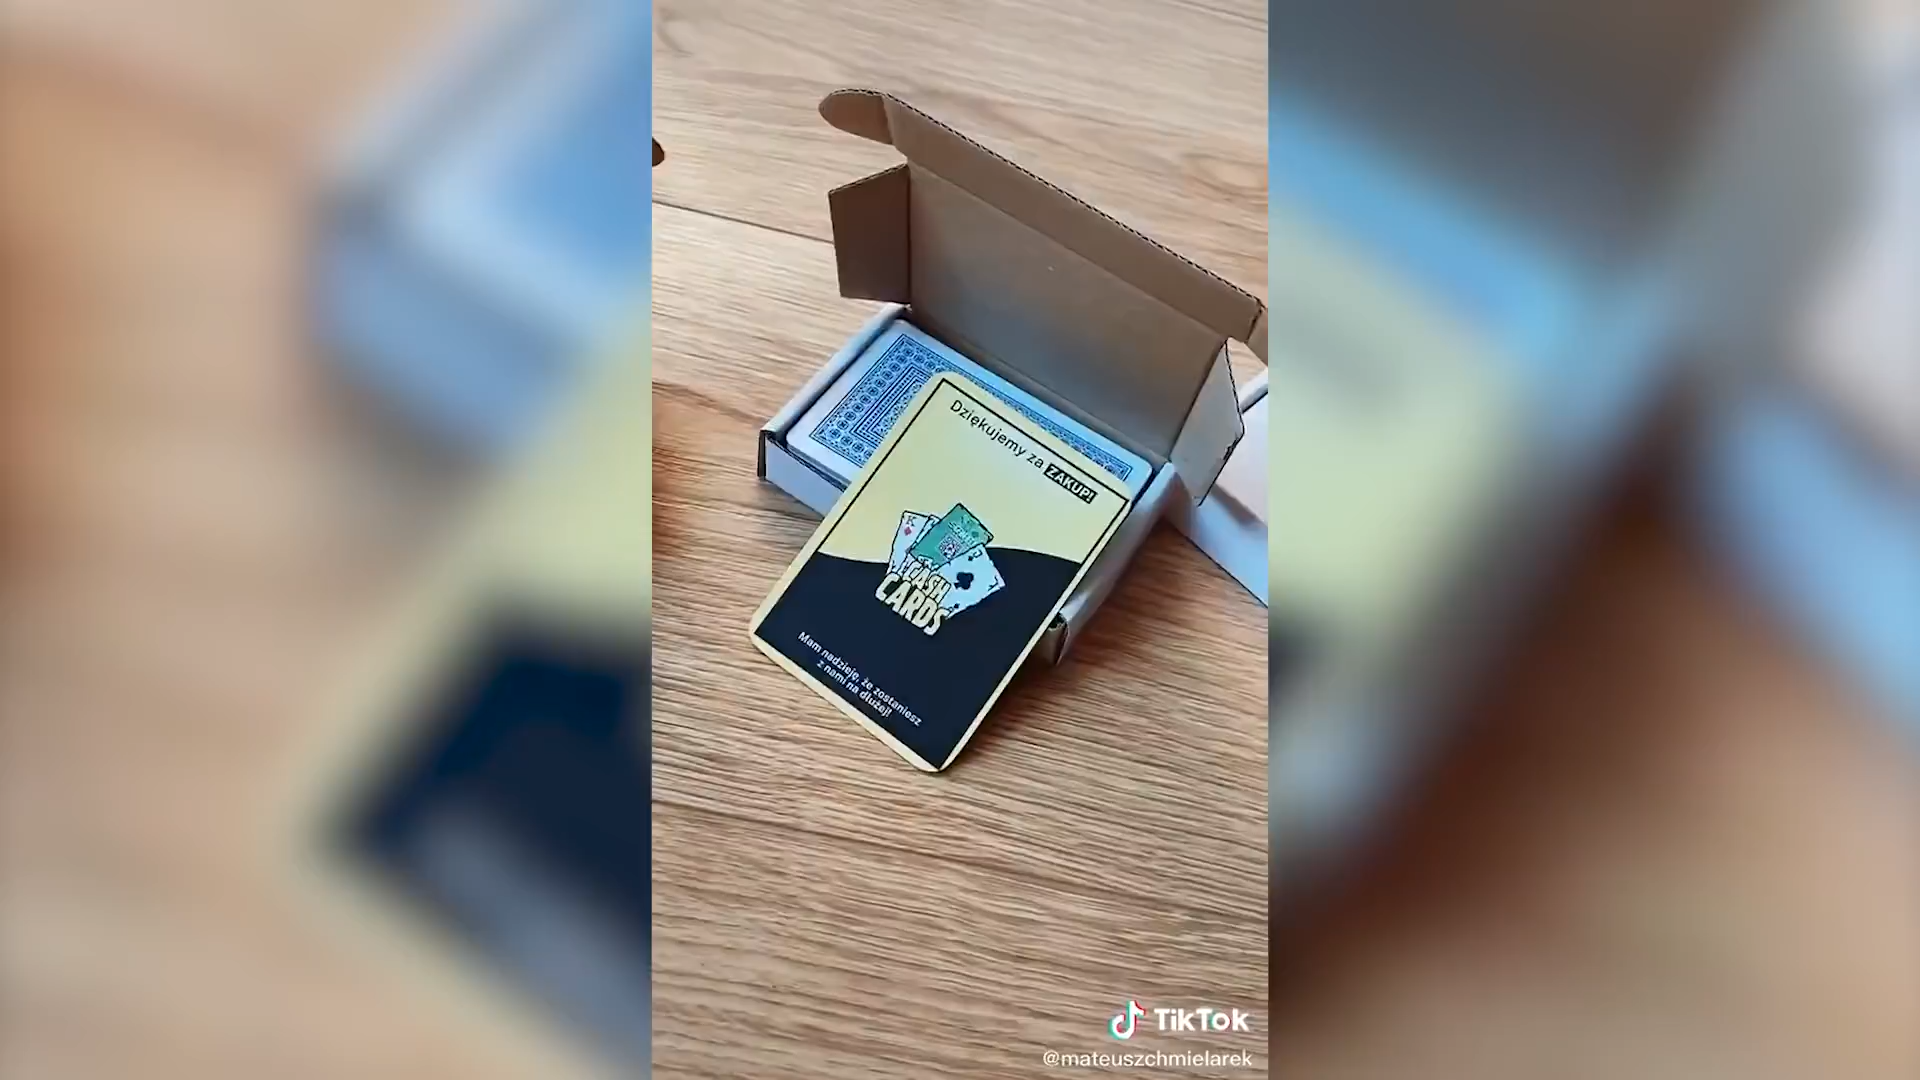 Dziękujemy za ZAKUP!
K
CASH
CARDS
Mam nadzieję, że zostaniesz
z nami na dłużej!
TikTok
@mateuszchmielarek